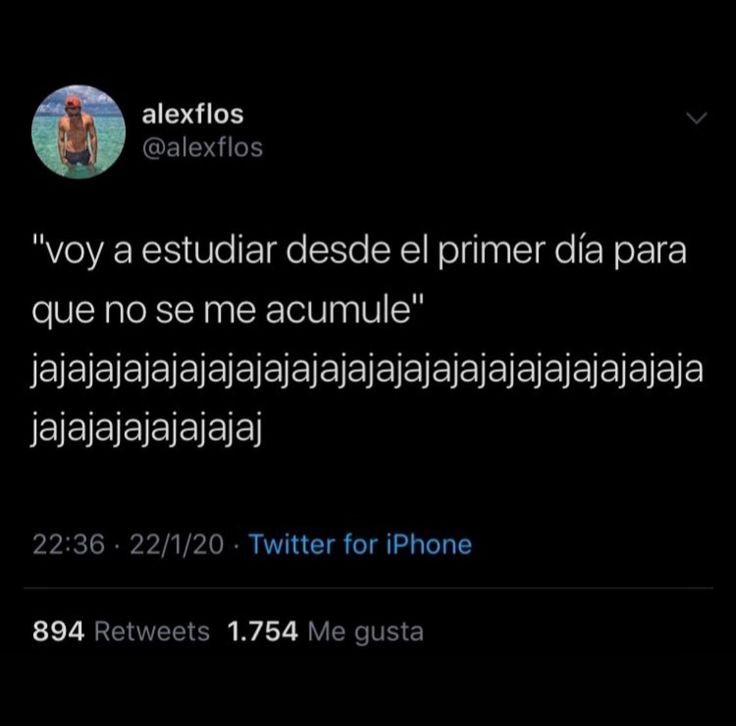 alexflos
@alexflos
"voy a estudiar desde el primer día para
que no se me acumule"
jajajajajajajajajajajajajajajajajajajajajajajaja
jajajajajajajajaj
22:36 · 22/1/20 · Twitter for iPhone
894 Retweets 1.754 Me gusta